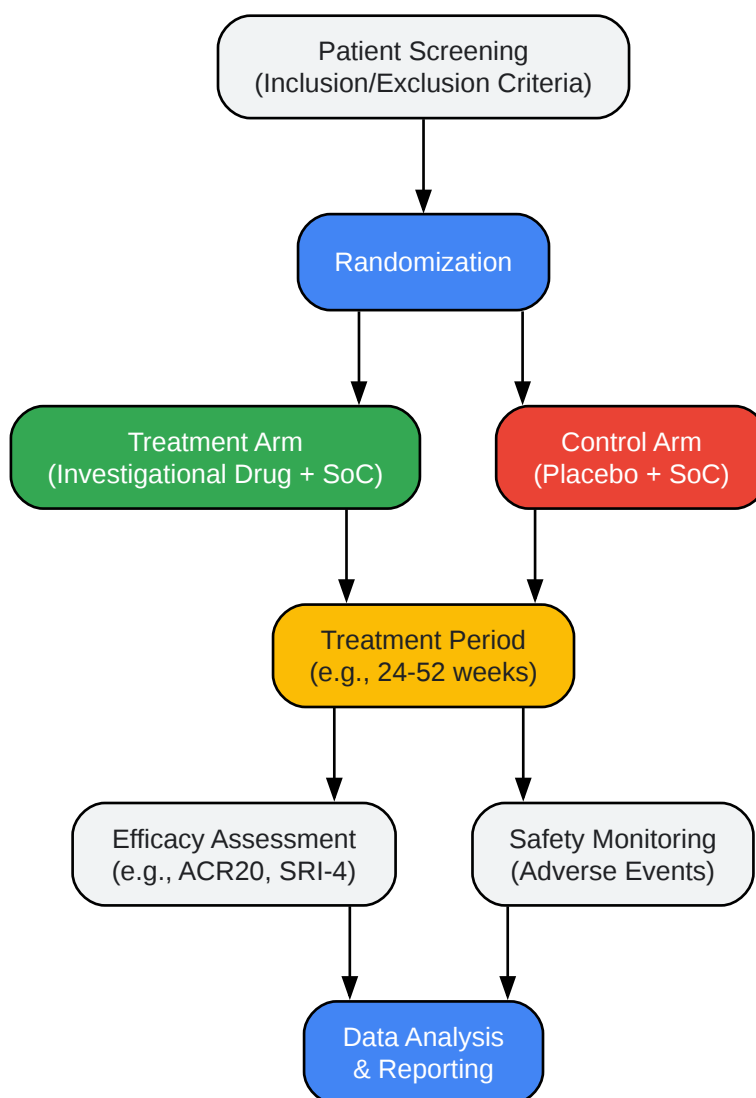 Patient Screening
(Inclusion/Exclusion Criteria)
Randomization
Treatment Arm
(Investigational Drug + SoC)
Control Arm
(Placebo + SoC)
Treatment Period
(e.g., 24-52 weeks)
Efficacy Assessment
(e.g., ACR20, SRI-4)
Safety Monitoring
(Adverse Events)
Data Analysis
& Reporting